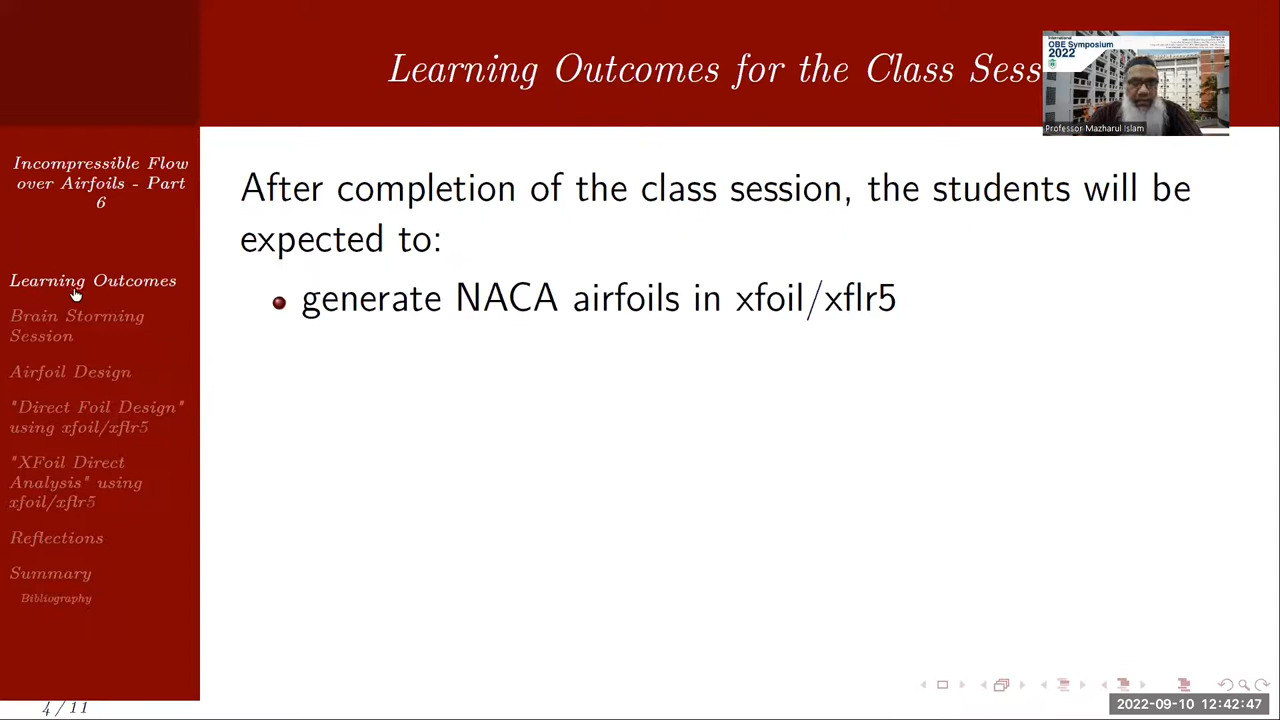 Learning Outcomes for the Class Sess
International
OBE Symposium
2022
Professor Mazharul Islam
Incompressible Flow
over Airfoils - Part
6
Learning Outcomes
Brain Storming
Session
Airfoil Design
"Direct Foil Design"
using xfoil/xflr5
"XFoil Direct
Analysis" using
xfoil/xflr5
Reflections
Summary
Bibliography
4 / 11
After completion of the class session, the students will be
expected to:
generate NACA airfoils in xfoil/xflr5
2022-09-10 12:42:47